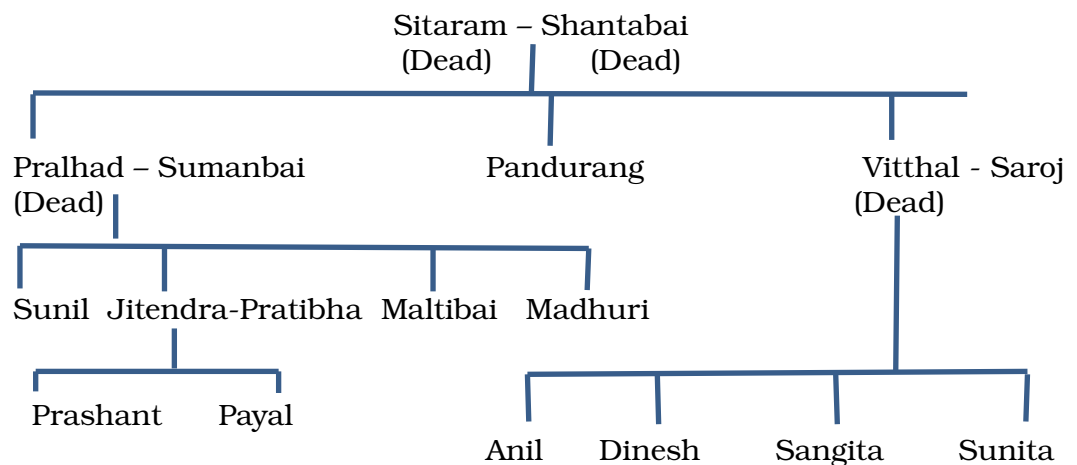 Sitaram – Shantabai
(Dead) (Dead)
Pralhad – Sumanbai Pandurang Vitthal - Saroj
(Dead) (Dead)
Sunil Jitendra-Pratibha Maltibai Madhuri
Prashant Payal
Anil Dinesh Sangita Sunita